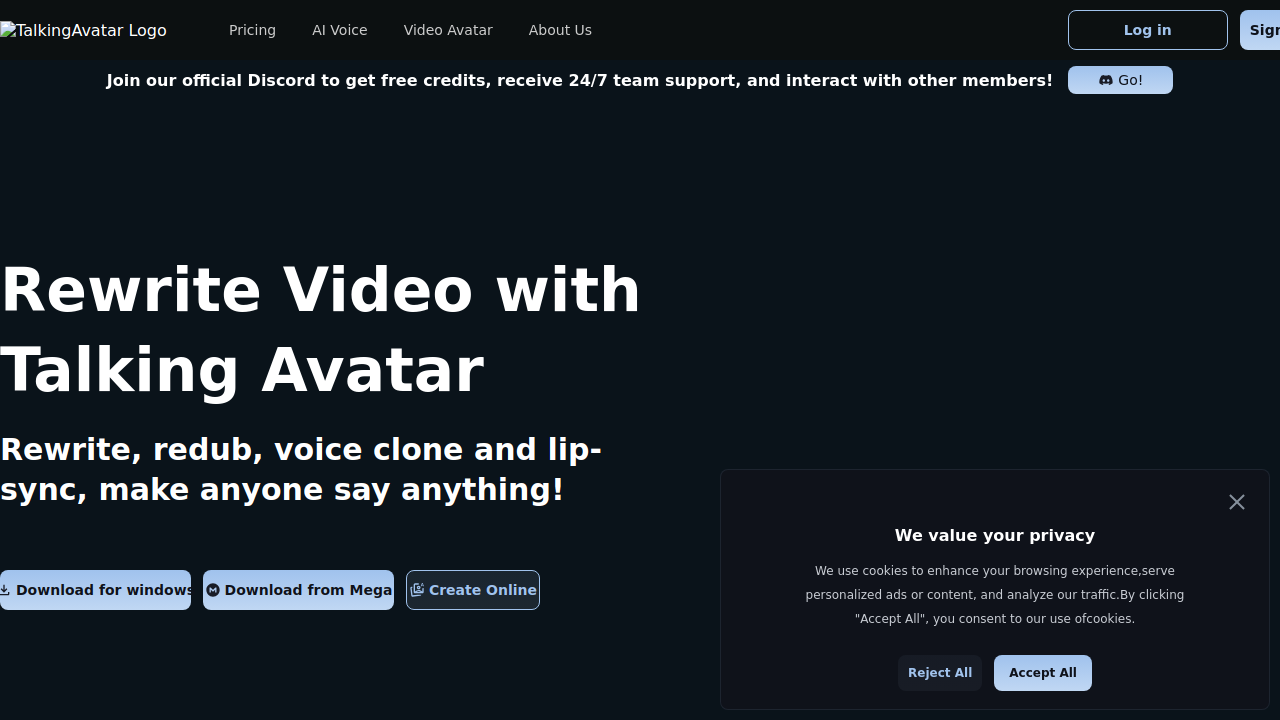 TalkingAvatar Logo
Pricing
AI Voice
Video Avatar
About Us
Log in
Sign
Join our official Discord to get free credits, receive 24/7 team support, and interact with other members!
Go!
Rewrite Video with
Talking Avatar
Rewrite, redub, voice clone and lip-
sync, make anyone say anything!
Download for windows
Download from Mega
Create Online
We value your privacy
We use cookies to enhance your browsing experience,serve
personalized ads or content, and analyze our traffic.By clicking
"Accept All", you consent to our use ofcookies.
Reject All
Accept All